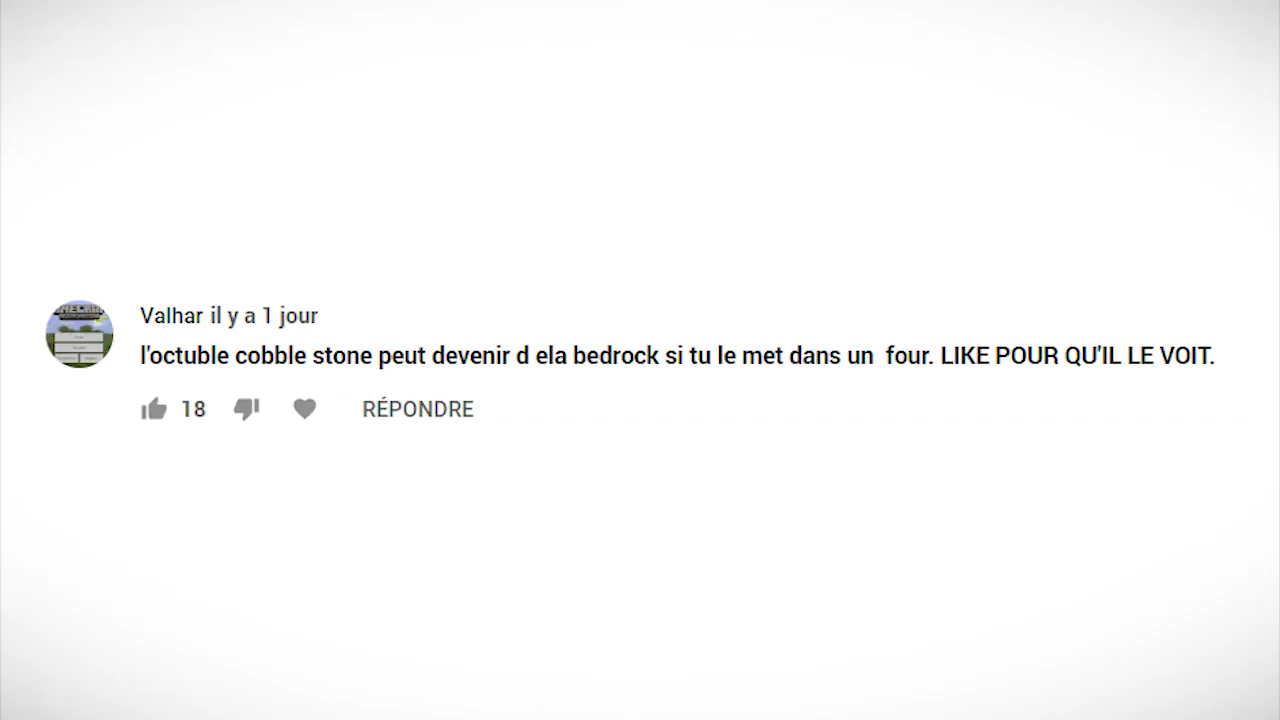 Valhar il y a 1 jour
l'octuble cobble stone peut devenir d ela bedrock si tu le met dans un  four. LIKE POUR QU'IL LE VOIT.
18 RÉPONDRE